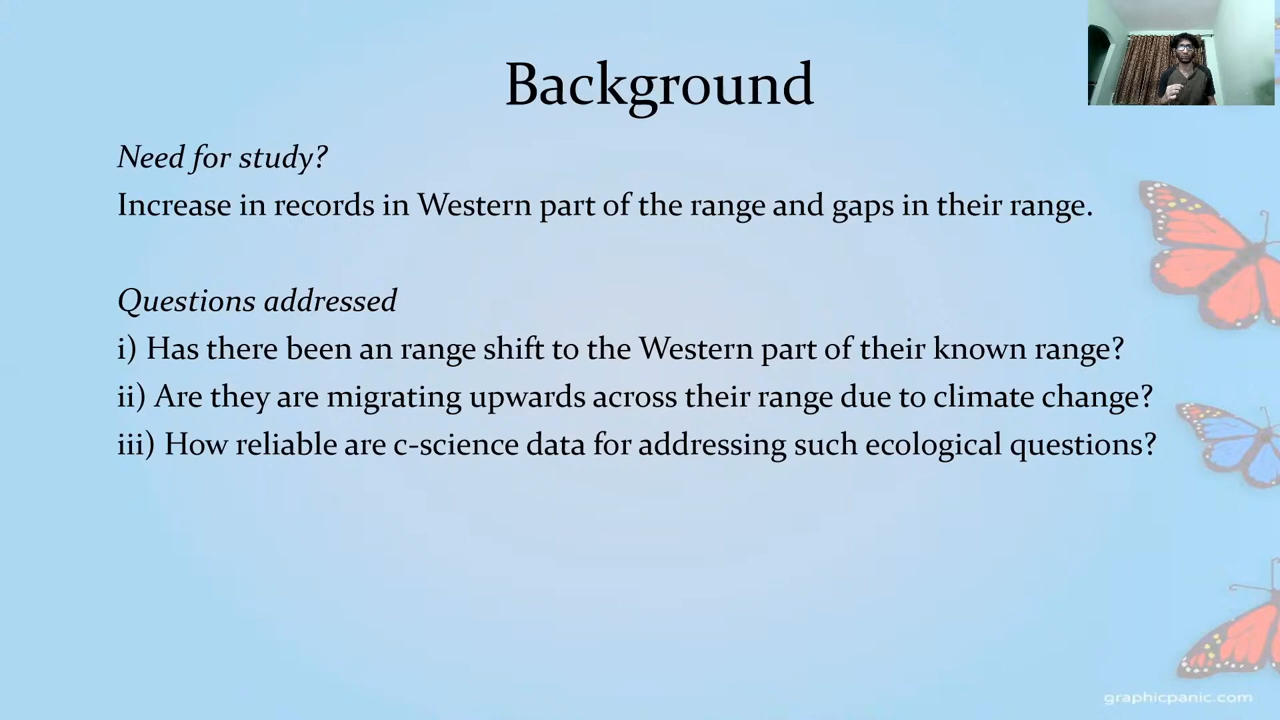 Background
Need for study?
Increase in records in Western part of the range and gaps in their range.
Questions addressed
i) Has there been an range shift to the Western part of their known range?
ii) Are they are migrating upwards across their range due to climate change?
iii) How reliable are c-science data for addressing such ecological questions?
graphicpanic.com